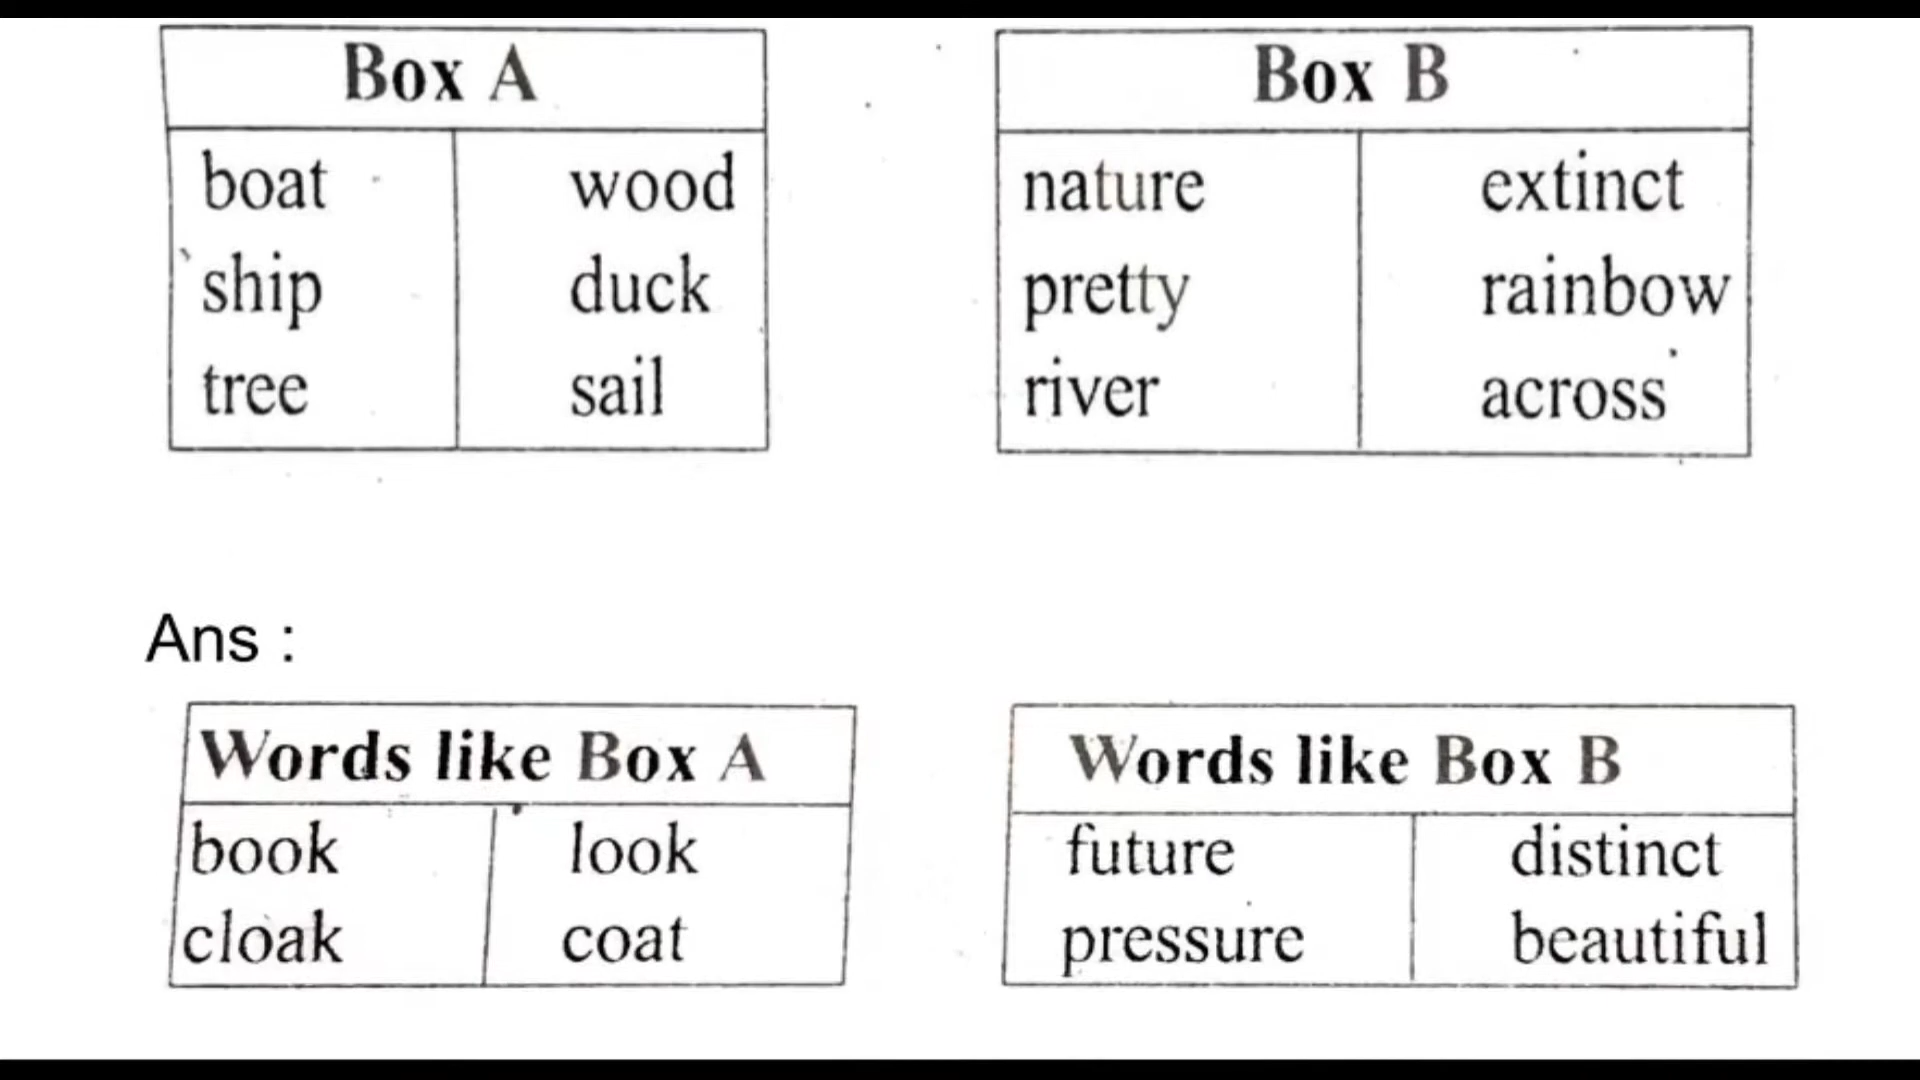 Box A
boat wood
ship duck
tree sail
Box B
nature extinct
pretty rainbow
river across
Ans :
Words like Box A
book look
cloak coat
Words like Box B
future distinct
pressure beautiful